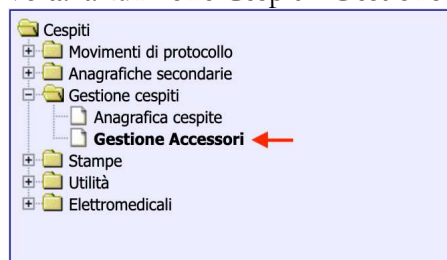 Cespiti
Movimenti di protocollo
Anagrafiche secondarie
Gestione cespiti
Anagrafica cespite
Gestione Accessori
Stampe
Utilità
Elettromedicali